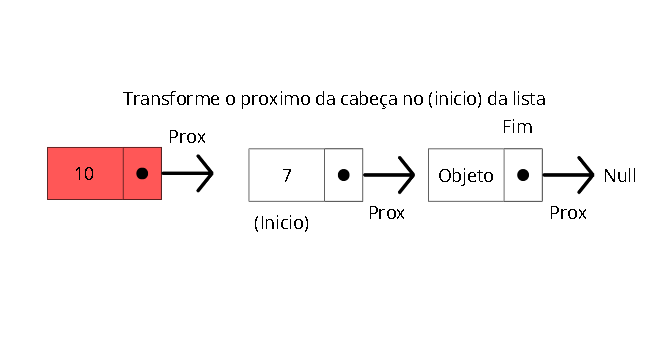 Transforme o proximo da cabeça no (inicio) da lista
Fim
Prox
10
7
Objeto
Null
(Inicio)
Prox
Prox